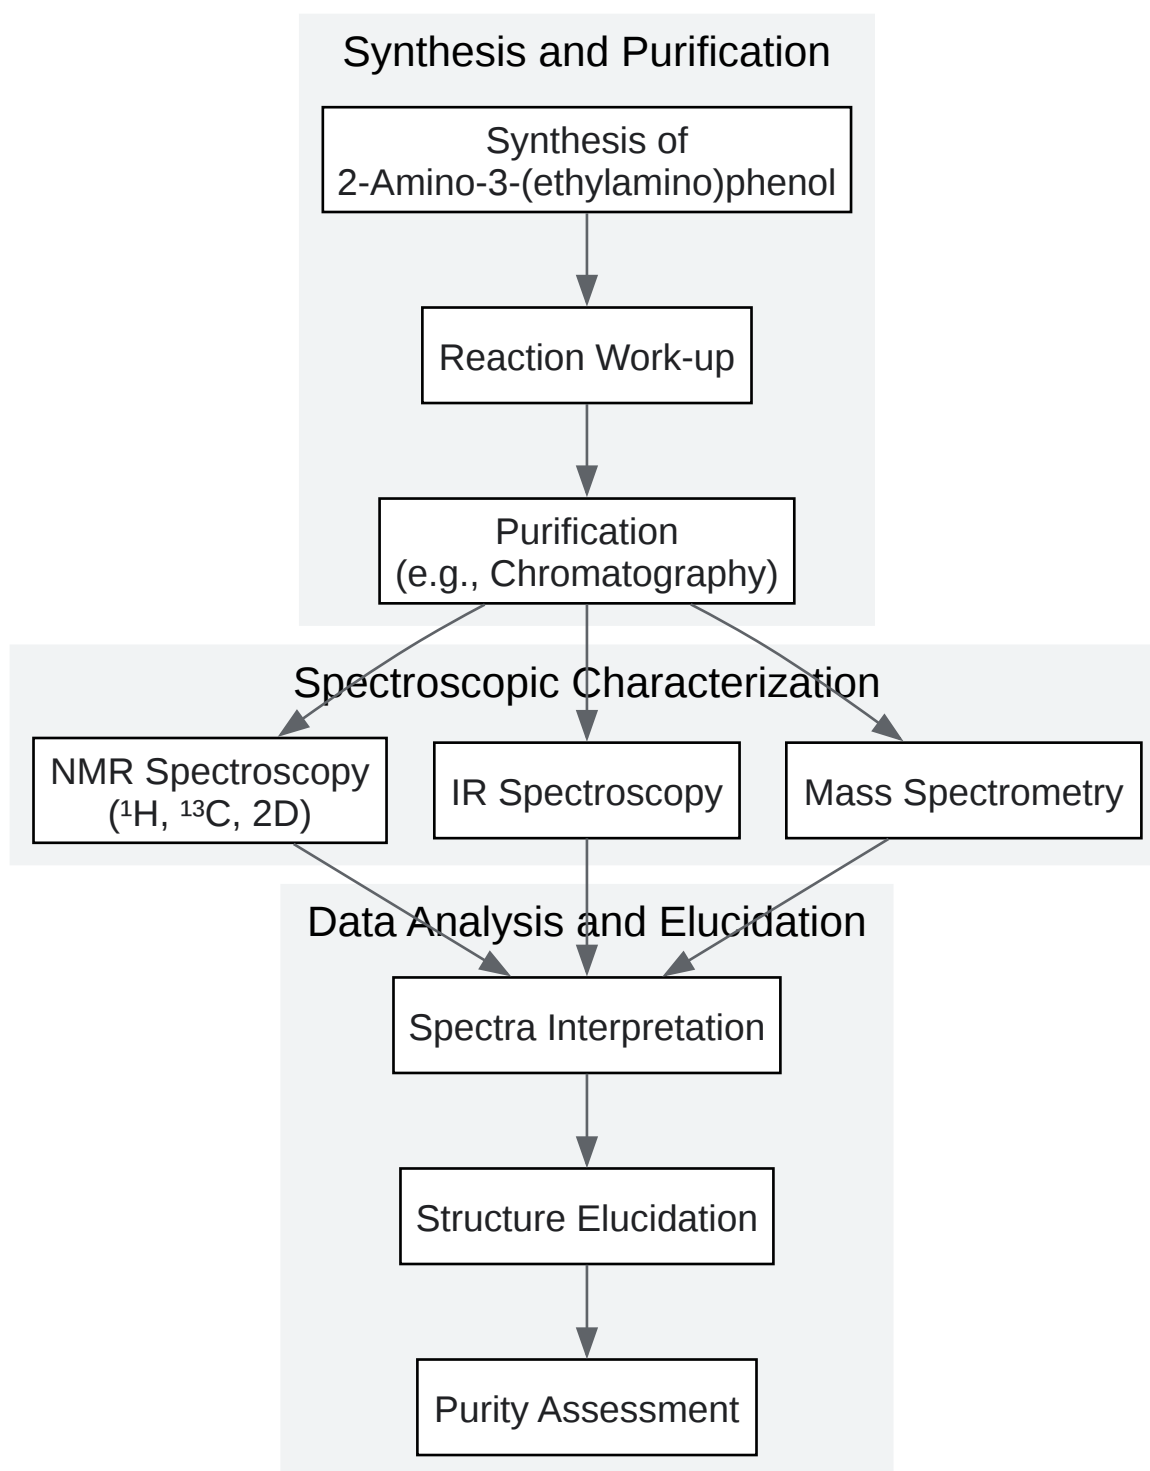 Synthesis and Purification
Synthesis of
2-Amino-3-(ethylamino)phenol
Reaction Work-up
Purification
(e.g., Chromatography)
Spectroscopic Characterization
NMR Spectroscopy
(¹H, ¹³C, 2D)
IR Spectroscopy
Mass Spectrometry
Data Analysis and Elucidation
Spectra Interpretation
Structure Elucidation
Purity Assessment